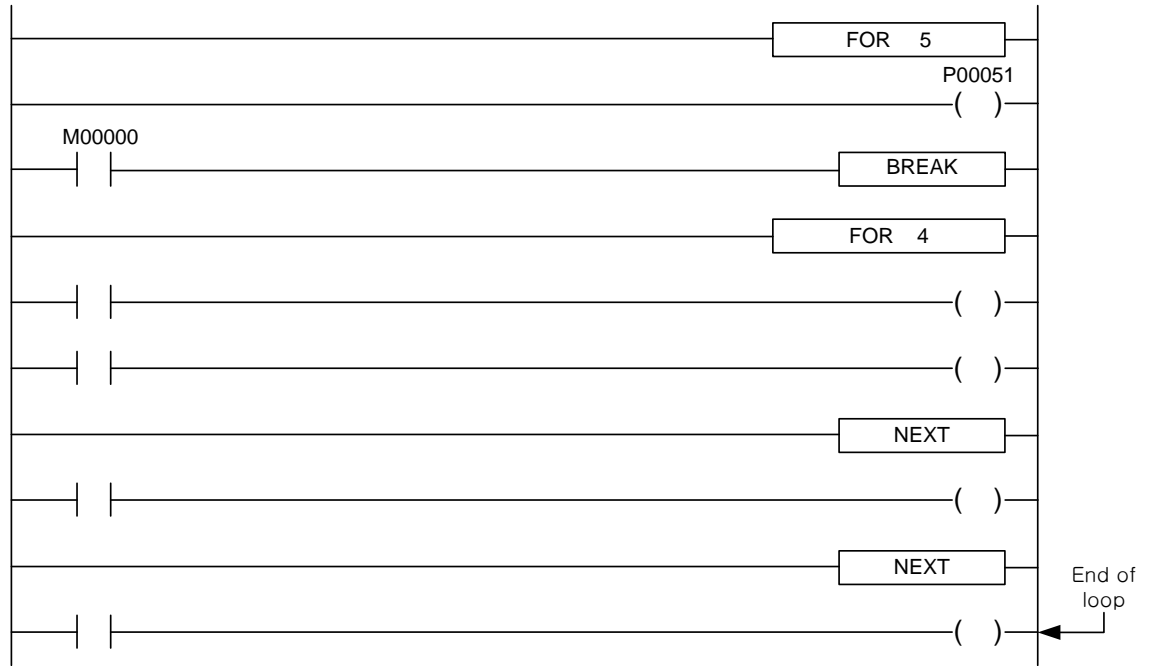 FOR 5
P00051
M00000
BREAK
FOR 4
NEXT
NEXT
End of
loop